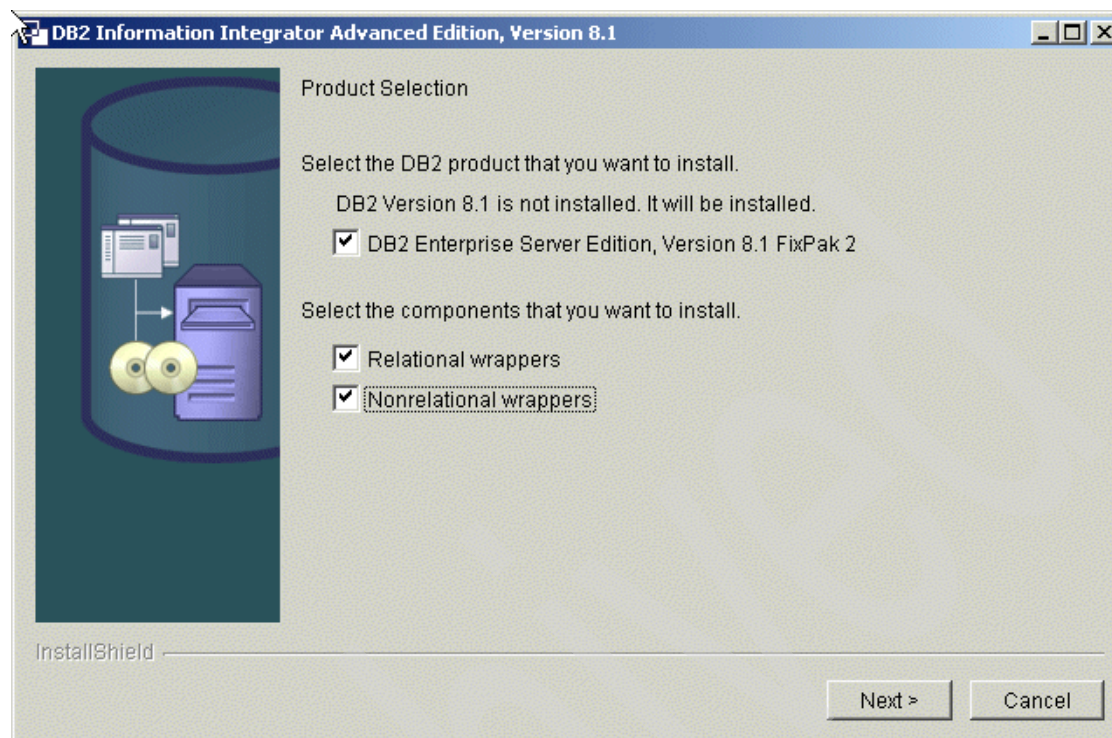 DB2 Information Integrator Advanced Edition, Version 8.1
Product Selection
Select the DB2 product that you want to install.
DB2 Version 8.1 is not installed. It will be installed.
DB2 Enterprise Server Edition, Version 8.1 FixPak 2
Select the components that you want to install.
Relational wrappers
Nonrelational wrappers
InstallShield
Next >
Cancel